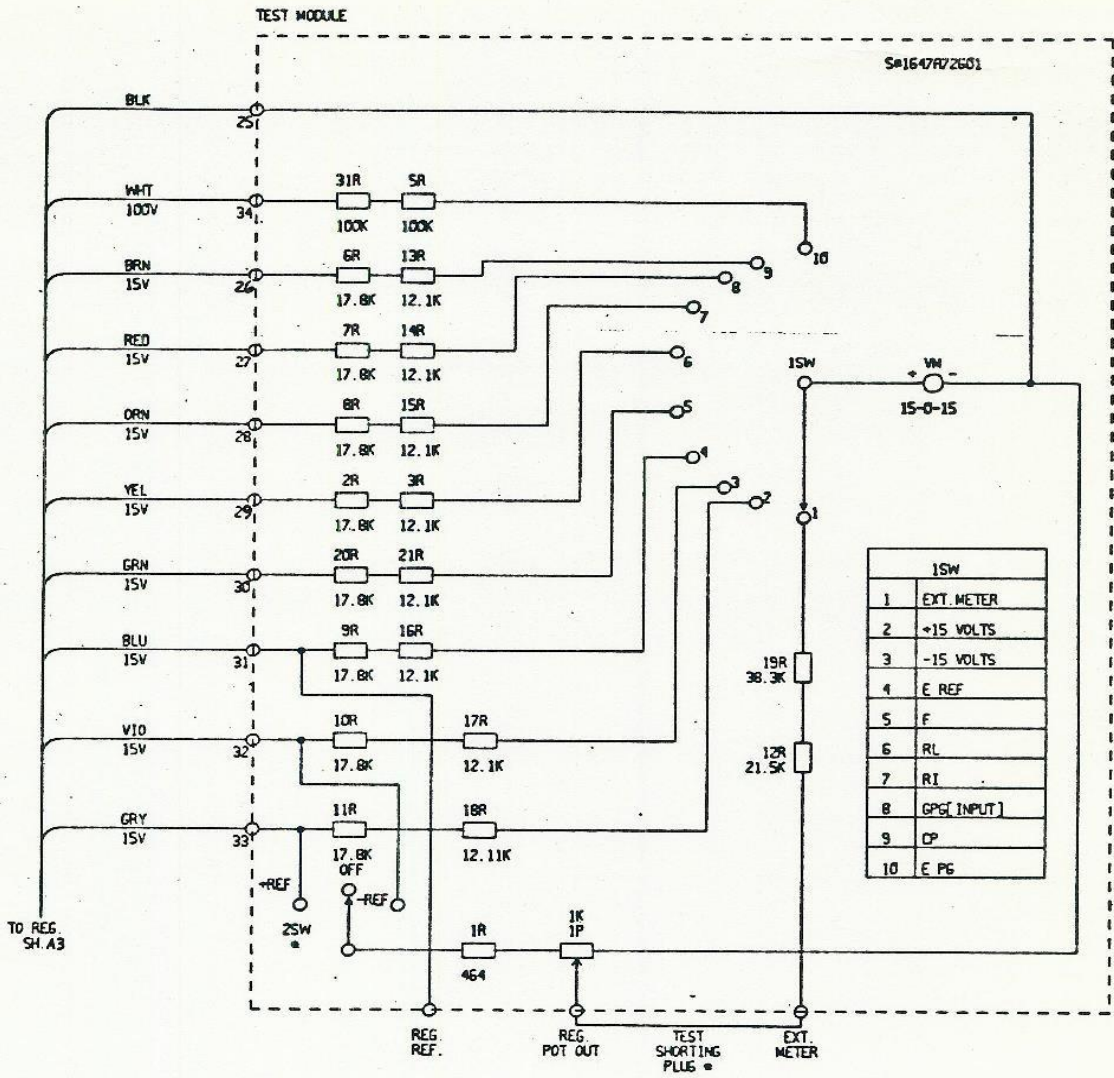 TEST MODULE
S#1647A72G01
BLK
25
WHT
100V
34
31R
5R
100K
100K
10
BRN
15V
26
6R
13R
17.8K
12.1K
9
8
RED
15V
27
7R
14R
17.8K
12.1K
7
ORN
15V
28
8R
15R
17.8K
12.1K
6
1SW
+ VM -
15-0-15
YEL
15V
29
2R
3R
17.8K
12.1K
5
4
3
2
1
GRN
15V
30
20R
21R
17.8K
12.1K
BLU
15V
31
9R
16R
17.8K
12.1K
19R
38.3K
VIO
15V
32
10R
17R
17.8K
12.1K
12R
21.5K
GRY
15V
33
11R
18R
17.8K
12.11K
1SW
1 EXT. METER
2 +15 VOLTS
3 -15 VOLTS
4 E REF
5 F
6 RL
7 RI
8 GPG[INPUT]
9 CP
10 E PG
OFF
+REF
-REF
2SW
*
1R
464
1K
1P
TO REG.
SH.A3
REG.
REF.
REG.
POT OUT
TEST
SHORTING
PLUG *
EXT.
METER